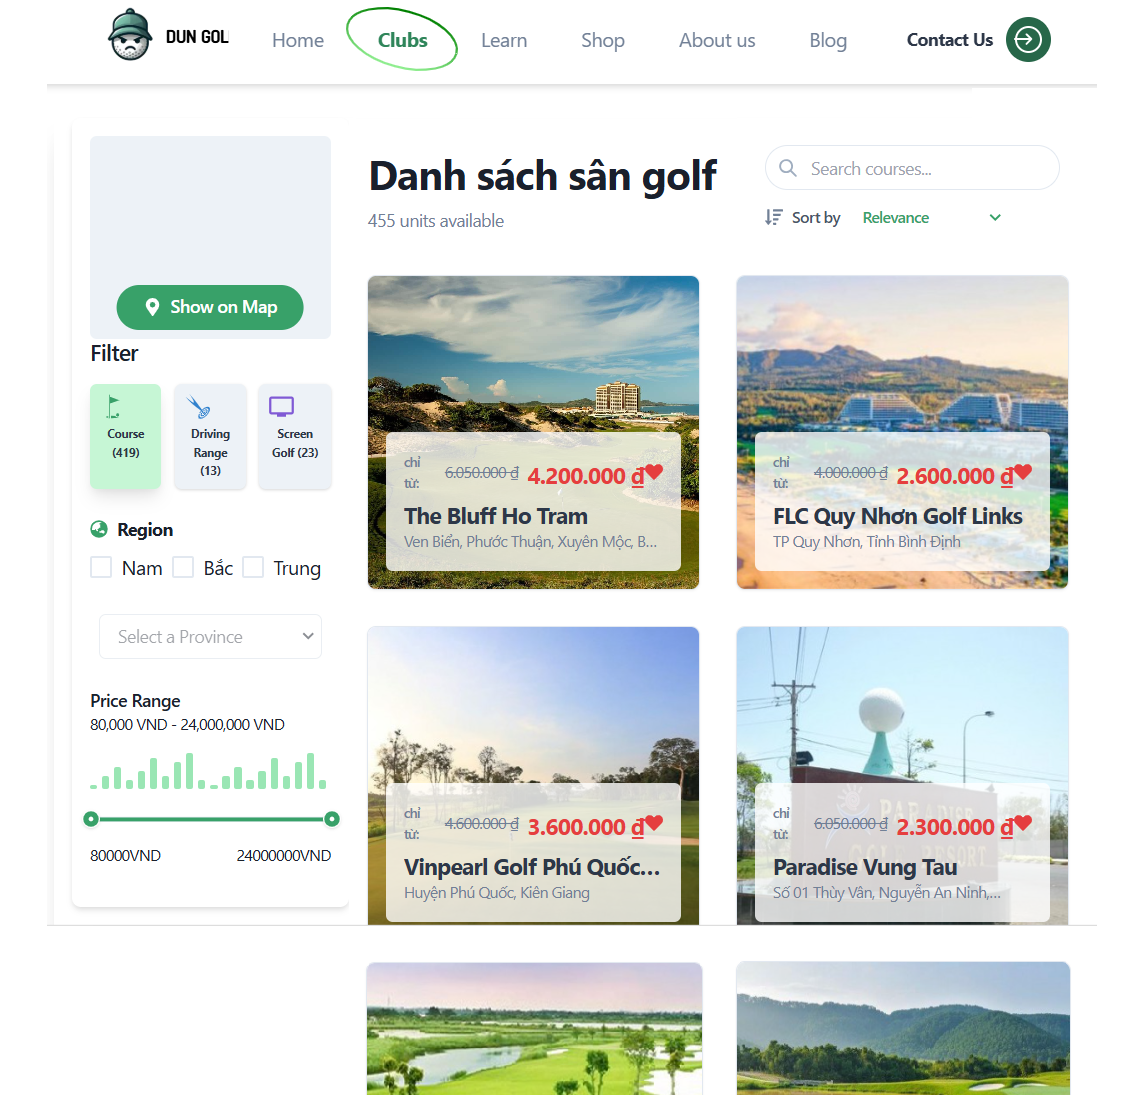 DUN GOL
Home
Clubs
Learn
Shop
About us
Blog
Contact Us
Show on Map
Filter
Course
(419)
Driving
Range
(13)
Screen
Golf (23)
Region
Nam
Bắc
Trung
Select a Province
Price Range
80,000 VND - 24,000,000 VND
80000VND
24000000VND
Danh sách sân golf
455 units available
Search courses...
Sort by
Relevance
chỉ
từ:
6.050.000 ₫
4.200.000 ₫
The Bluff Ho Tram
Ven Biển, Phước Thuận, Xuyên Mộc, B...
chỉ
từ:
4.000.000 ₫
2.600.000 ₫
FLC Quy Nhơn Golf Links
TP Quy Nhơn, Tỉnh Bình Định
chỉ
từ:
4.600.000 ₫
3.600.000 ₫
Vinpearl Golf Phú Quốc...
Huyện Phú Quốc, Kiên Giang
PARADISE
GOLF RESORT
chỉ
từ:
6.050.000 ₫
2.300.000 ₫
Paradise Vung Tau
Số 01 Thùy Vân, Nguyễn An Ninh,...